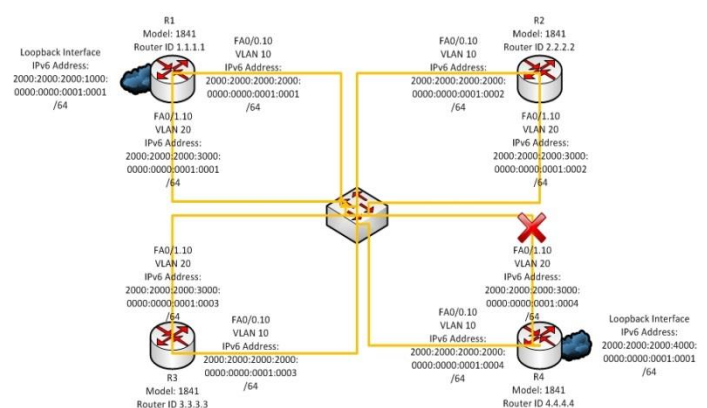 R1
Model: 1841
Router ID 1.1.1.1
Loopback Interface
IPv6 Address:
2000:2000:2000:1000:
0000:0000:0001:0001
/64
FA0/0.10
VLAN 10
IPv6 Address:
2000:2000:2000:2000:
0000:0000:0001:0001
/64
FA0/1.10
VLAN 20
IPv6 Address:
2000:2000:2000:3000:
0000:0000:0001:0001
/64
R2
Model: 1841
Router ID 2.2.2.2
FA0/0.10
VLAN 10
IPv6 Address:
2000:2000:2000:2000:
0000:0000:0001:0002
/64
FA0/1.10
VLAN 20
IPv6 Address:
2000:2000:2000:3000:
0000:0000:0001:0002
/64
FA0/1.10
VLAN 20
IPv6 Address:
2000:2000:2000:3000:
0000:0000:0001:0003
/64
FA0/0.10
VLAN 10
IPv6 Address:
2000:2000:2000:2000:
0000:0000:0001:0003
/64
R3
Model: 1841
Router ID 3.3.3.3
FA0/1.10
VLAN 20
IPv6 Address:
2000:2000:2000:3000:
0000:0000:0001:0004
/64
FA0/0.10
VLAN 10
IPv6 Address:
2000:2000:2000:2000:
0000:0000:0001:0004
/64
Loopback Interface
IPv6 Address:
2000:2000:2000:4000:
0000:0000:0001:0001
/64
R4
Model: 1841
Router ID 4.4.4.4